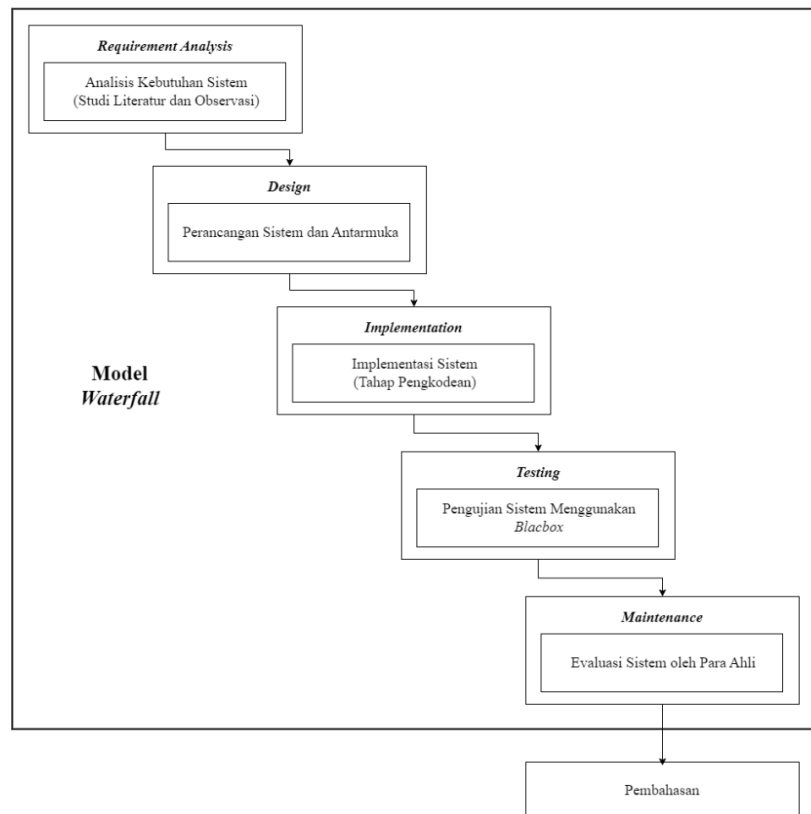 Requirement Analysis
Analisis Kebutuhan Sistem
(Studi Literatur dan Observasi)
Design
Perancangan Sistem dan Antarmuka
Implementation
Implementasi Sistem
(Tahap Pengkodean)
Model
Waterfall
Testing
Pengujian Sistem Menggunakan
Blacbox
Maintenance
Evaluasi Sistem oleh Para Ahli
Pembahasan